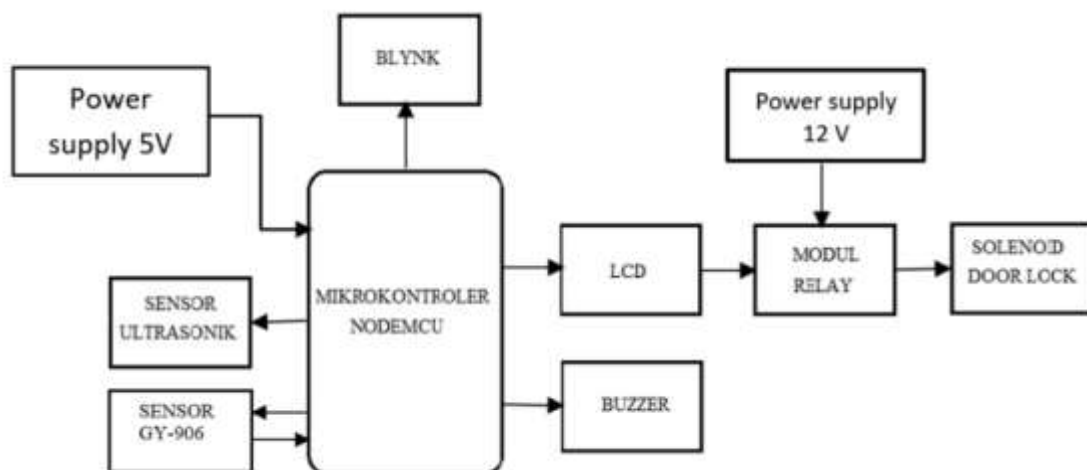 BLYNK
Power
supply 5V
Power supply
12 V
MIKROKONTROLER
NODEMCU
LCD
MODUL
RELAY
SOLENOID
DOOR LOCK
SENSOR
ULTRASONIK
SENSOR
GY-906
BUZZER